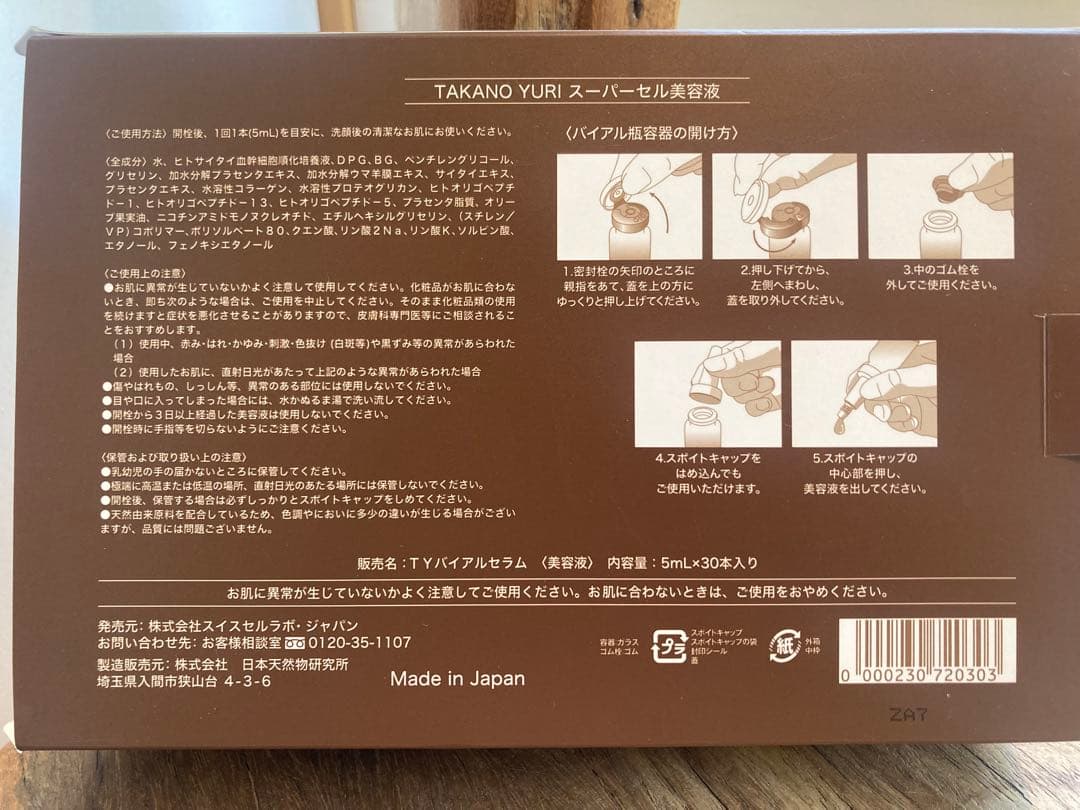 TAKANO YURI スーパーセル美容液
〈ご使用方法〉開栓後、1回1本(5mL)を目安に、洗顔後の清潔なお肌にお使いください。
〈全成分〉水、ヒトサイタイ血幹細胞順化培養液、DPG、BG、ペンチレングリコール、
グリセリン、加水分解プラセンタエキス、加水分解ウマ羊膜エキス、サイタイエキス、
プラセンタエキス、水溶性コラーゲン、水溶性プロテオグリカン、ヒトオリゴペプチ
ド−1、ヒトオリゴペプチド−13、ヒトオリゴペプチド−5、プラセンタ脂質、オリー
ブ果実油、ニコチンアミドモノヌクレオチド、エチルヘキシルグリセリン、(スチレン／
VP)コポリマー、ポリソルベート80、クエン酸、リン酸2Na、リン酸K、ソルビン酸、
エタノール、フェノキシエタノール
〈ご使用上の注意〉
●お肌に異常が生じていないかよく注意して使用してください。化粧品がお肌に合わな
いとき、即ち次のような場合は、ご使用を中止してください。そのまま化粧品類の使用
を続けますと症状を悪化させることがありますので、皮膚科専門医等にご相談されるこ
とをおすすめします。
(1) 使用中、赤み・はれ・かゆみ・刺激・色抜け(白斑等)や黒ずみ等の異常があらわれた
場合
(2) 使用したお肌に、直射日光があたって上記のような異常があらわれた場合
●傷やはれもの、しっしん等、異常のある部位には使用しないでください。
●目や口に入ってしまった場合には、水かぬるま湯で洗い流してください。
●開栓から3日以上経過した美容液は使用しないでください。
●開栓時に手指等を切らないようにご注意ください。
〈保管および取り扱い上の注意〉
●乳幼児の手の届かないところに保管してください。
●極端に高温または低温の場所、直射日光のあたる場所には保管しないでください。
●開栓後、保管する場合は必ずしっかりとスポイトキャップをしめてください。
●天然由来原料を配合しているため、色調やにおいに多少の違いが生じる場合がござい
ますが、品質には問題ございません。
〈バイアル瓶容器の開け方〉
1.密封栓の矢印のところに
親指をあて、蓋を上の方に
ゆっくりと押し上げてください。
2.押し下げてから、
左側へまわし、
蓋を取り外してください。
3.中のゴム栓を
外してご使用ください。
4.スポイトキャップを
はめ込んでも
ご使用いただけます。
5.スポイトキャップの
中心部を押し、
美容液を出してください。
販売名：TYバイアルセラム 〈美容液〉 内容量：5mL×30本入り
お肌に異常が生じていないかよく注意してご使用ください。お肌に合わないときは、ご使用をおやめください。
発売元：株式会社スイスセルラボ・ジャパン
お問い合わせ先：お客様相談室 0120-35-1107
製造販売元：株式会社 日本天然物研究所
埼玉県入間市狭山台 4-3-6
Made in Japan
容器：ガラス
ゴム栓：ゴム
プラ
スポイトキャップ
スポイトキャップの袋
封印シール
蓋
紙
外箱
中枠
0 000230 720303
ZA7